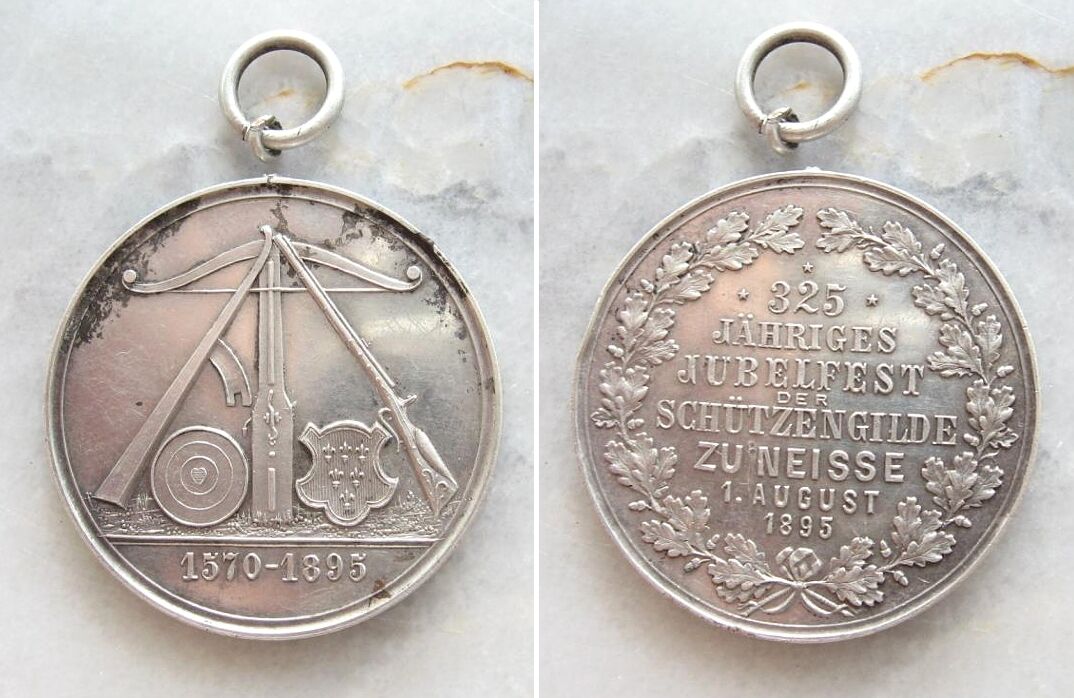 1570-1895
325
JÄHRIGES
JUBELFEST
DER
SCHÜTZENGILDE
ZU NEISSE
1. AUGUST
1895